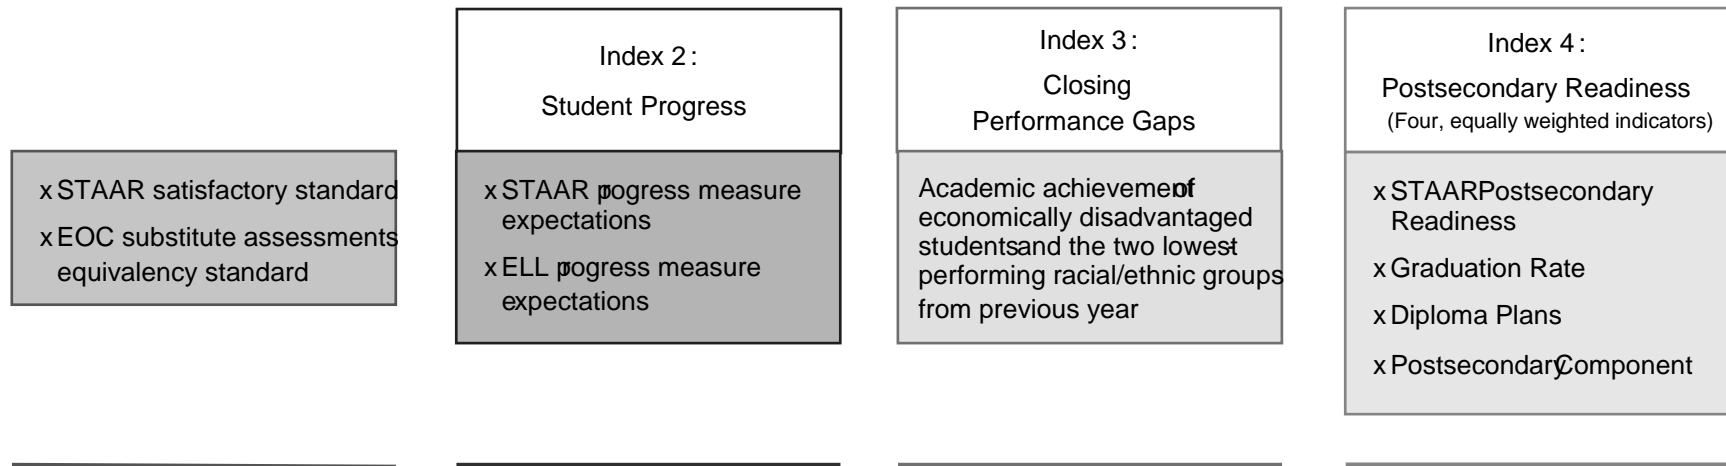 x STAAR satisfactory standard
x EOC substitute assessments
equivalency standard
Index 2:
Student Progress
x STAAR progress measure
expectations
x ELL progress measure
expectations
Index 3:
Closing
Performance Gaps
Academic achievement of
economically disadvantaged
students and the two lowest-
performing racial/ethnic groups
from previous year
Index 4:
Postsecondary Readiness
(Four, equally weighted indicators)
x STAAR Postsecondary
Readiness
x Graduation Rate
x Diploma Plans
x Postsecondary Component